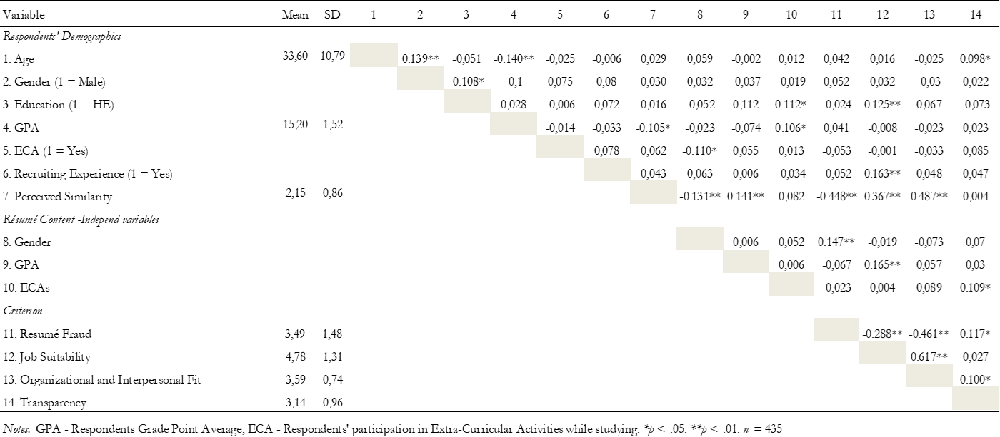 Variable Mean SD 1 2 3 4 5 6 7 8 9 10 11 12 13 14
Respondents' Demographics
1. Age 33,60 10,79 0.139** -0,051 -0.140** -0,025 -0,006 0,029 0,059 -0,002 0,012 0,042 0,016 -0,025 0.098*
2. Gender (1 = Male) -0.108* -0,1 0,075 0,08 0,030 0,032 -0,037 -0,019 0,052 0,032 -0,03 0,022
3. Education (1 = HE) 0,028 -0,006 0,072 0,016 -0,052 0,112 0.112* -0,024 0.125** 0,067 -0,073
4. GPA 15,20 1,52 -0,014 -0,033 -0.105* -0,023 -0,074 0.106* 0,041 -0,008 -0,023 0,023
5. ECA (1 = Yes) 0,078 0,062 -0.110* 0,055 0,013 -0,053 -0,001 -0,033 0,085
6. Recruiting Experience (1 = Yes) 0,043 0,063 0,006 -0,034 -0,052 0.163** 0,048 0,047
7. Perceived Similarity 2,15 0,86 -0.131** 0.141** 0,082 -0.448** 0.367** 0.487** 0,004
Résumé Content -Independ variables
8. Gender 0,006 0,052 0.147** -0,019 -0,073 0,07
9. GPA 0,006 -0,067 0.165** 0,057 0,03
10. ECAs -0,023 0,004 0,089 0.109*
Criterion
11. Resumé Fraud 3,49 1,48 -0.288** -0.461** 0.117*
12. Job Suitability 4,78 1,31 0.617** 0,027
13. Organizational and Interpersonal Fit 3,59 0,74 0.100*
14. Transparency 3,14 0,96
Notes. GPA - Respondents Grade Point Average, ECA - Respondents' participation in Extra-Curricular Activities while studying. *p < .05. **p < .01. n = 435